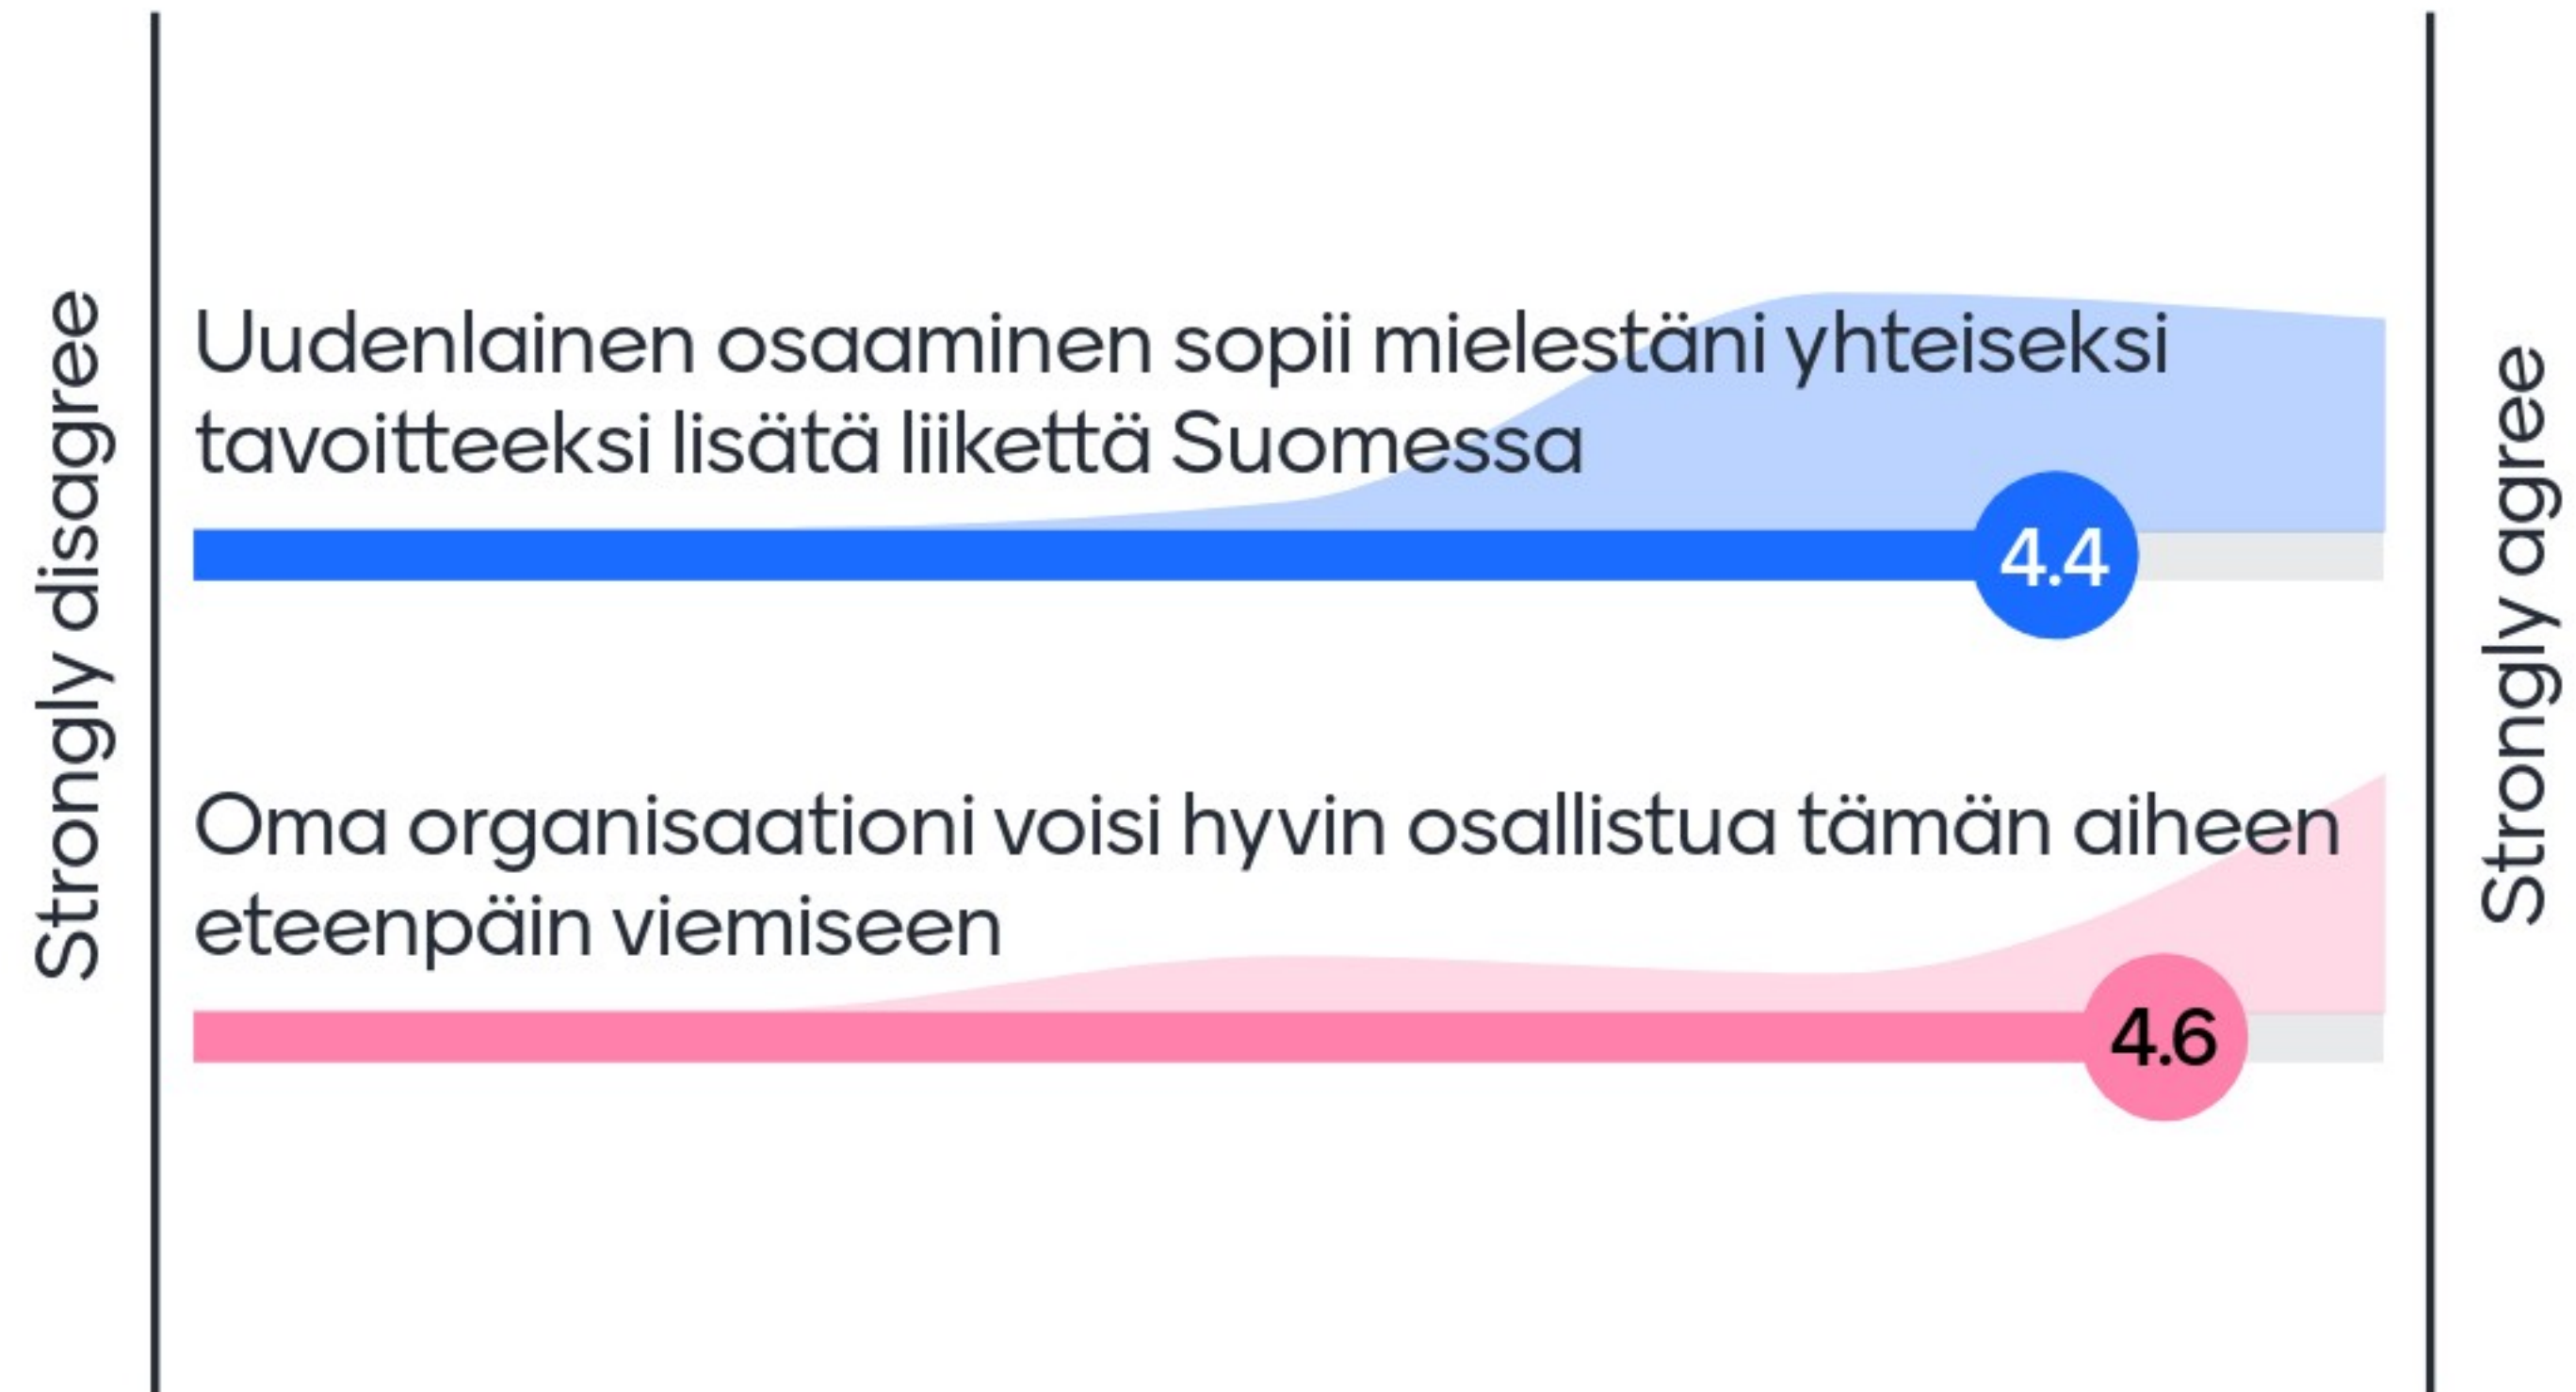 Strongly disagree
Uudenlainen osaaminen sopii mielestäni yhteiseksi
tavoitteeksi lisätä liikettä Suomessa
4.4
Oma organisaationi voisi hyvin osallistua tämän aiheen
eteenpäin viemiseen
4.6
Strongly agree